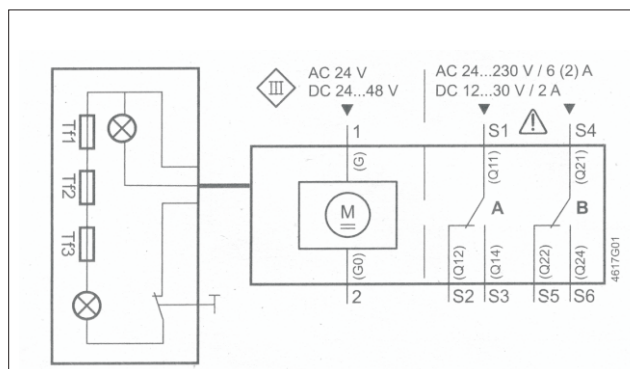 III
AC 24 V
DC 24...48 V
AC 24...230 V / 6 (2) A
DC 12...30 V / 2 A
1
S1
S4
(G)
(Q11)
(Q21)
Tf1
Tf2
Tf3
M
A
B
(G0)
(Q12)
(Q14)
(Q22)
(Q24)
2
S2
S3
S5
S6
4617G01